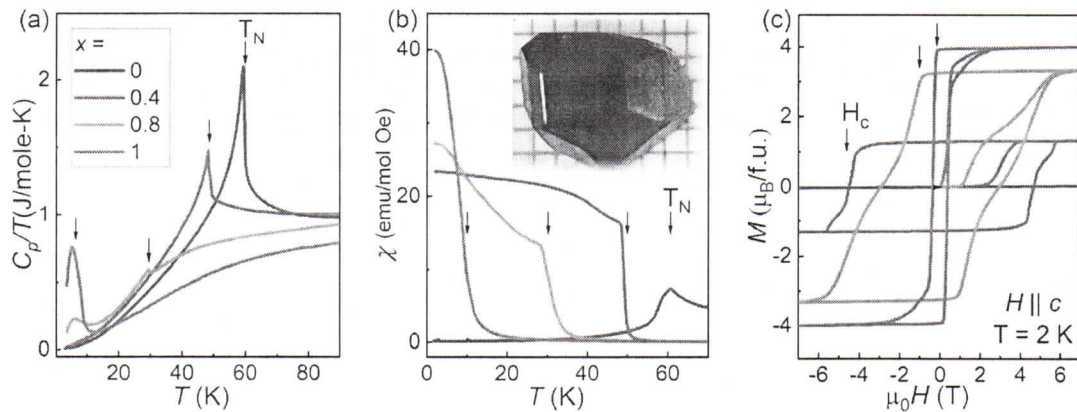 (a)
x =
0
0.4
0.8
1
T_N
C_p/T(J/mole-K)
2
1
0
0 20 40 60 80
T (K)
(b)
40
20
0
χ (emu/mol Oe)
T_N
0 20 40 60
T (K)
(c)
4
2
0
-2
-4
M (μ_B/f.u.)
H_c
H || c
T = 2 K
-6 -4 -2 0 2 4 6
μ_0H (T)